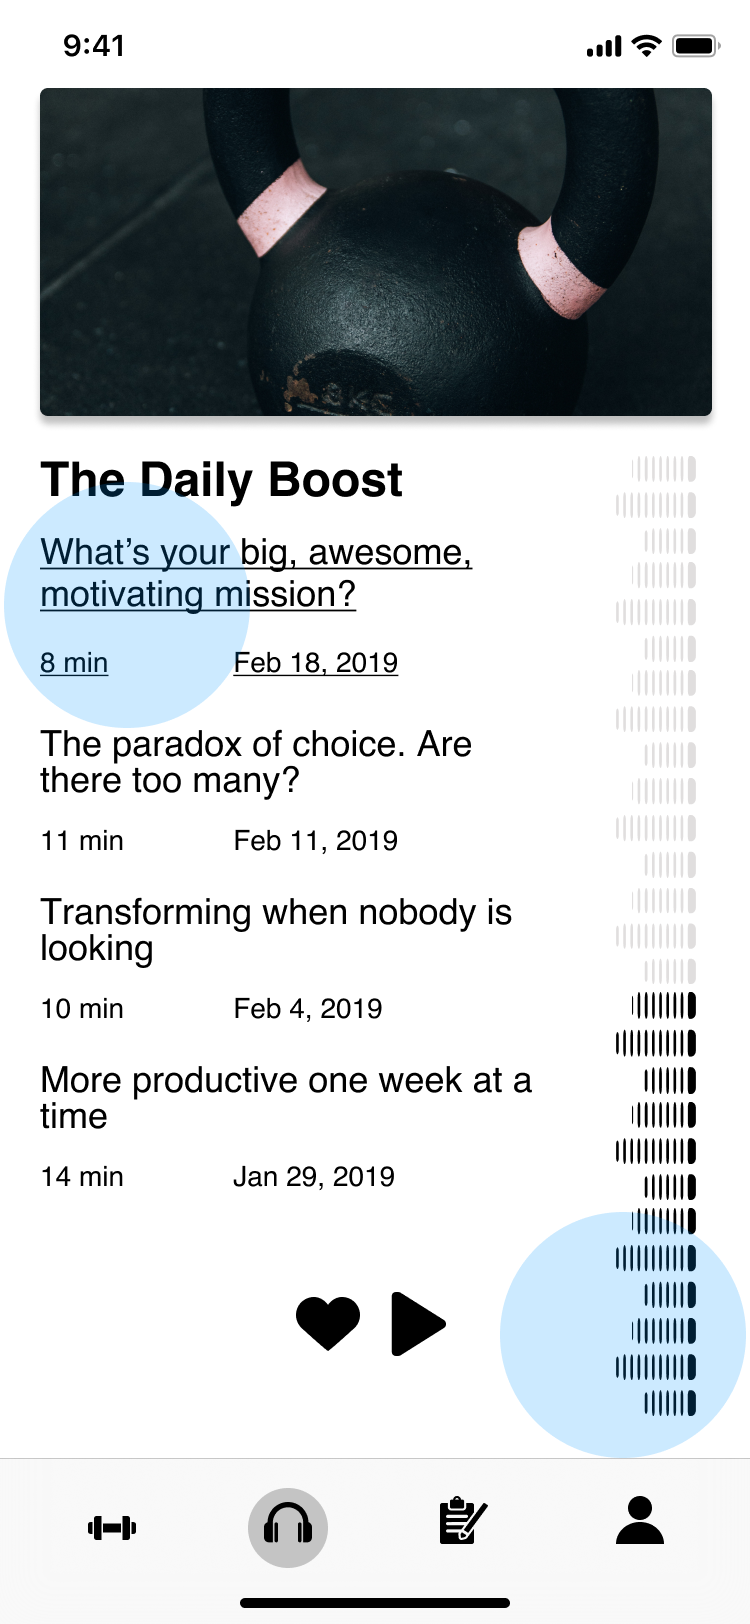 9:41
8KG
The Daily Boost
What’s your big, awesome,
motivating mission?
8 min Feb 18, 2019
The paradox of choice. Are
there too many?
11 min Feb 11, 2019
Transforming when nobody is
looking
10 min Feb 4, 2019
More productive one week at a
time
14 min Jan 29, 2019